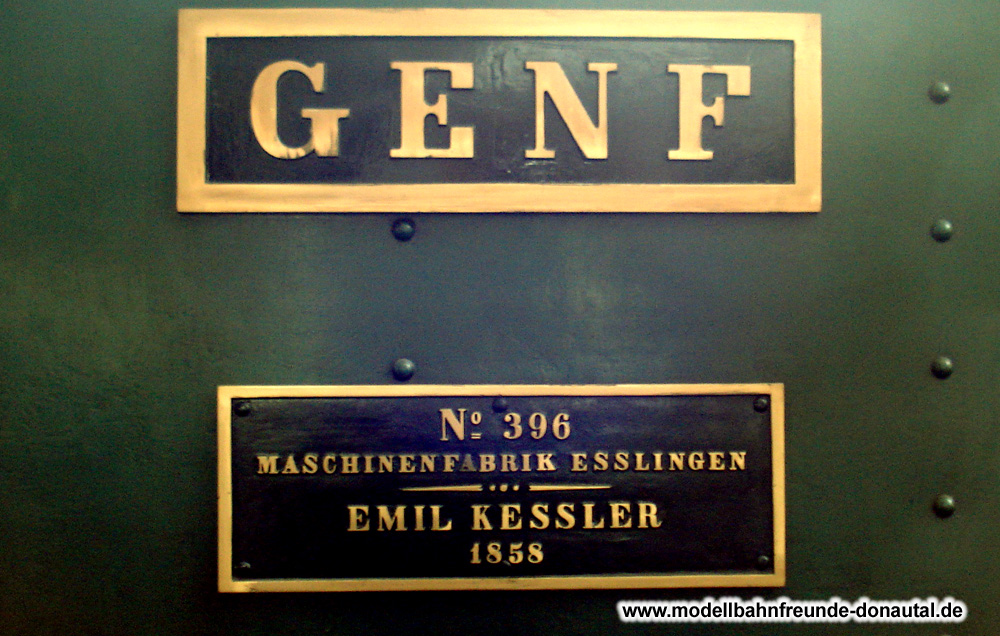 GENF
Nº 396
MASCHINENFABRIK ESSLINGEN
EMIL KESSLER
1858
www.modellbahnfreunde-donautal.de